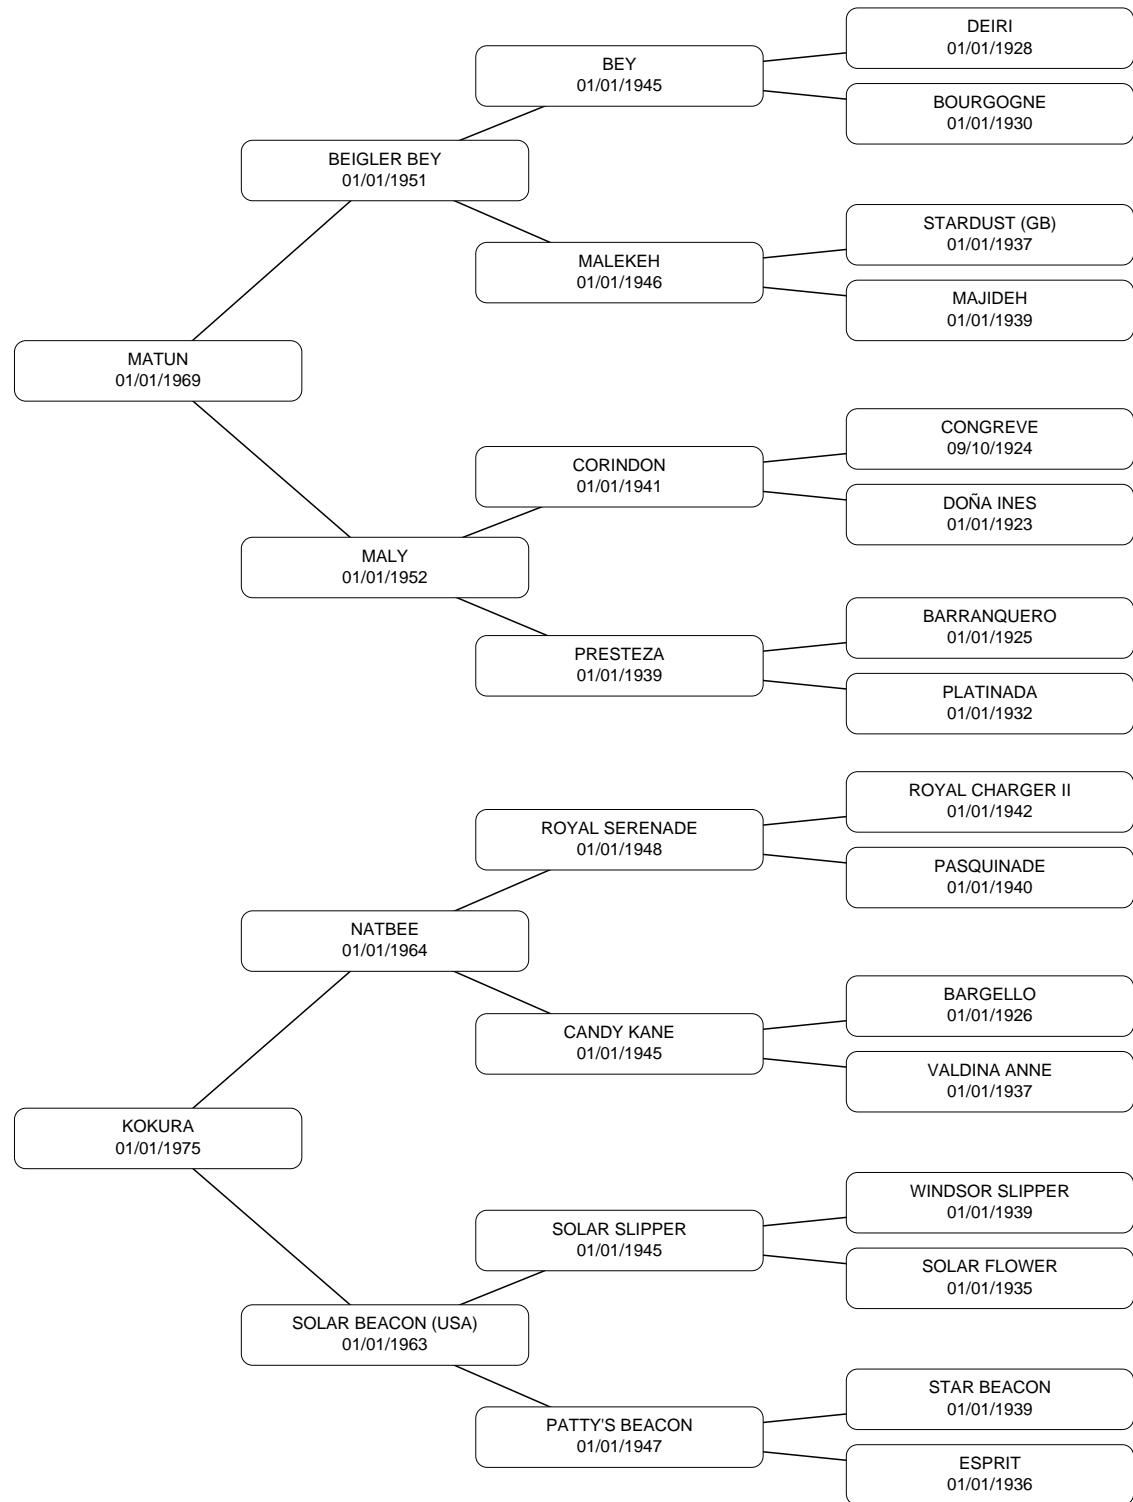 DEIRI
01/01/1928
BEY
01/01/1945
BOURGOGNE
01/01/1930
BEIGLER BEY
01/01/1951
STARDUST (GB)
01/01/1937
MALEKEH
01/01/1946
MAJIDEH
01/01/1939
MATUN
01/01/1969
CONGREVE
09/10/1924
CORINDON
01/01/1941
DOÑA INES
01/01/1923
MALY
01/01/1952
BARRANQUERO
01/01/1925
PRESTEZA
01/01/1939
PLATINADA
01/01/1932
ROYAL CHARGER II
01/01/1942
ROYAL SERENADE
01/01/1948
PASQUINADE
01/01/1940
NATBEE
01/01/1964
BARGELLO
01/01/1926
CANDY KANE
01/01/1945
VALDINA ANNE
01/01/1937
KOKURA
01/01/1975
WINDSOR SLIPPER
01/01/1939
SOLAR SLIPPER
01/01/1945
SOLAR FLOWER
01/01/1935
SOLAR BEACON (USA)
01/01/1963
STAR BEACON
01/01/1939
PATTY'S BEACON
01/01/1947
ESPRIT
01/01/1936